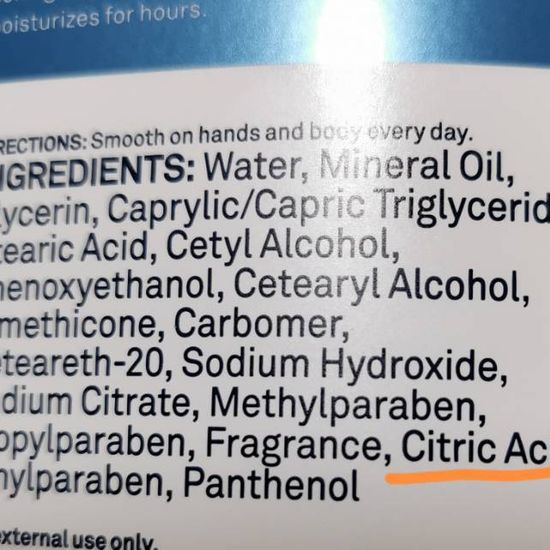 oisturizes for hours.
RECTIONS: Smooth on hands and body every day.
NGREDIENTS: Water, Mineral Oil,
lycerin, Caprylic/Capric Triglycerid
tearic Acid, Cetyl Alcohol,
henoxyethanol, Cetearyl Alcohol,
methicone, Carbomer,
eteareth-20, Sodium Hydroxide,
dium Citrate, Methylparaben,
opylparaben, Fragrance, Citric Ac
hylparaben, Panthenol
xternal use only.